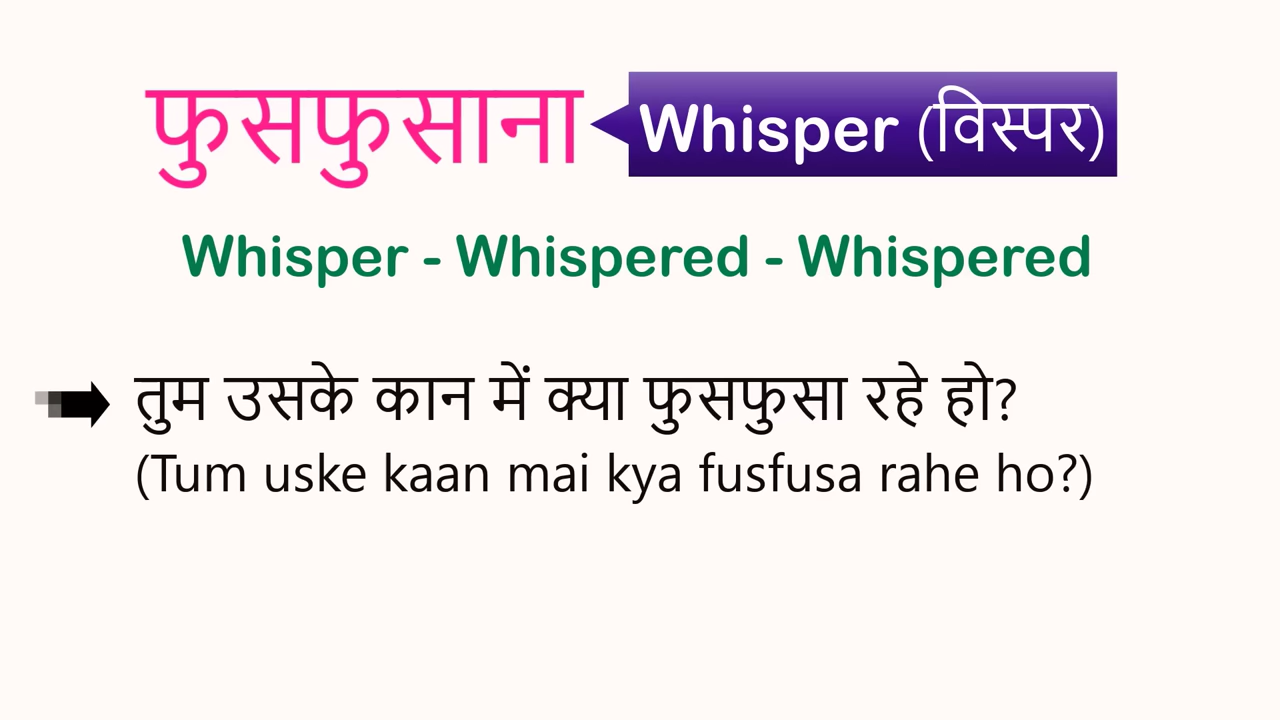 फुसफुसाना Whisper (विस्पर)
Whisper - Whispered - Whispered
तुम उसके कान में क्या फुसफुसा रहे हो?
(Tum uske kaan mai kya fusfusa rahe ho?)